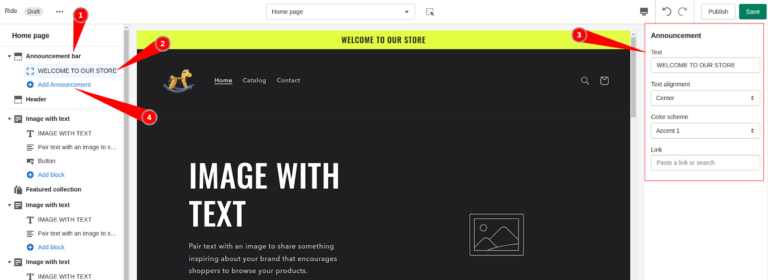 Ride Draft ••• Home page Publish Save
Home page
1
Announcement bar
WELCOME TO OUR STORE
2
Add Announcement
4
Header
Image with text
IMAGE WITH TEXT
Pair text with an image to s...
Button
Add block
Featured collection
Image with text
IMAGE WITH TEXT
Pair text with an image to s...
Add block
Image with text
IMAGE WITH TEXT
WELCOME TO OUR STORE
Home Catalog Contact
IMAGE WITH
TEXT
Pair text with an image to share something
inspiring about your brand that encourages
shoppers to browse your products.
3
Announcement
Text
WELCOME TO OUR STORE
Text alignment
Center
Color scheme
Accent 1
Link
Paste a link or search